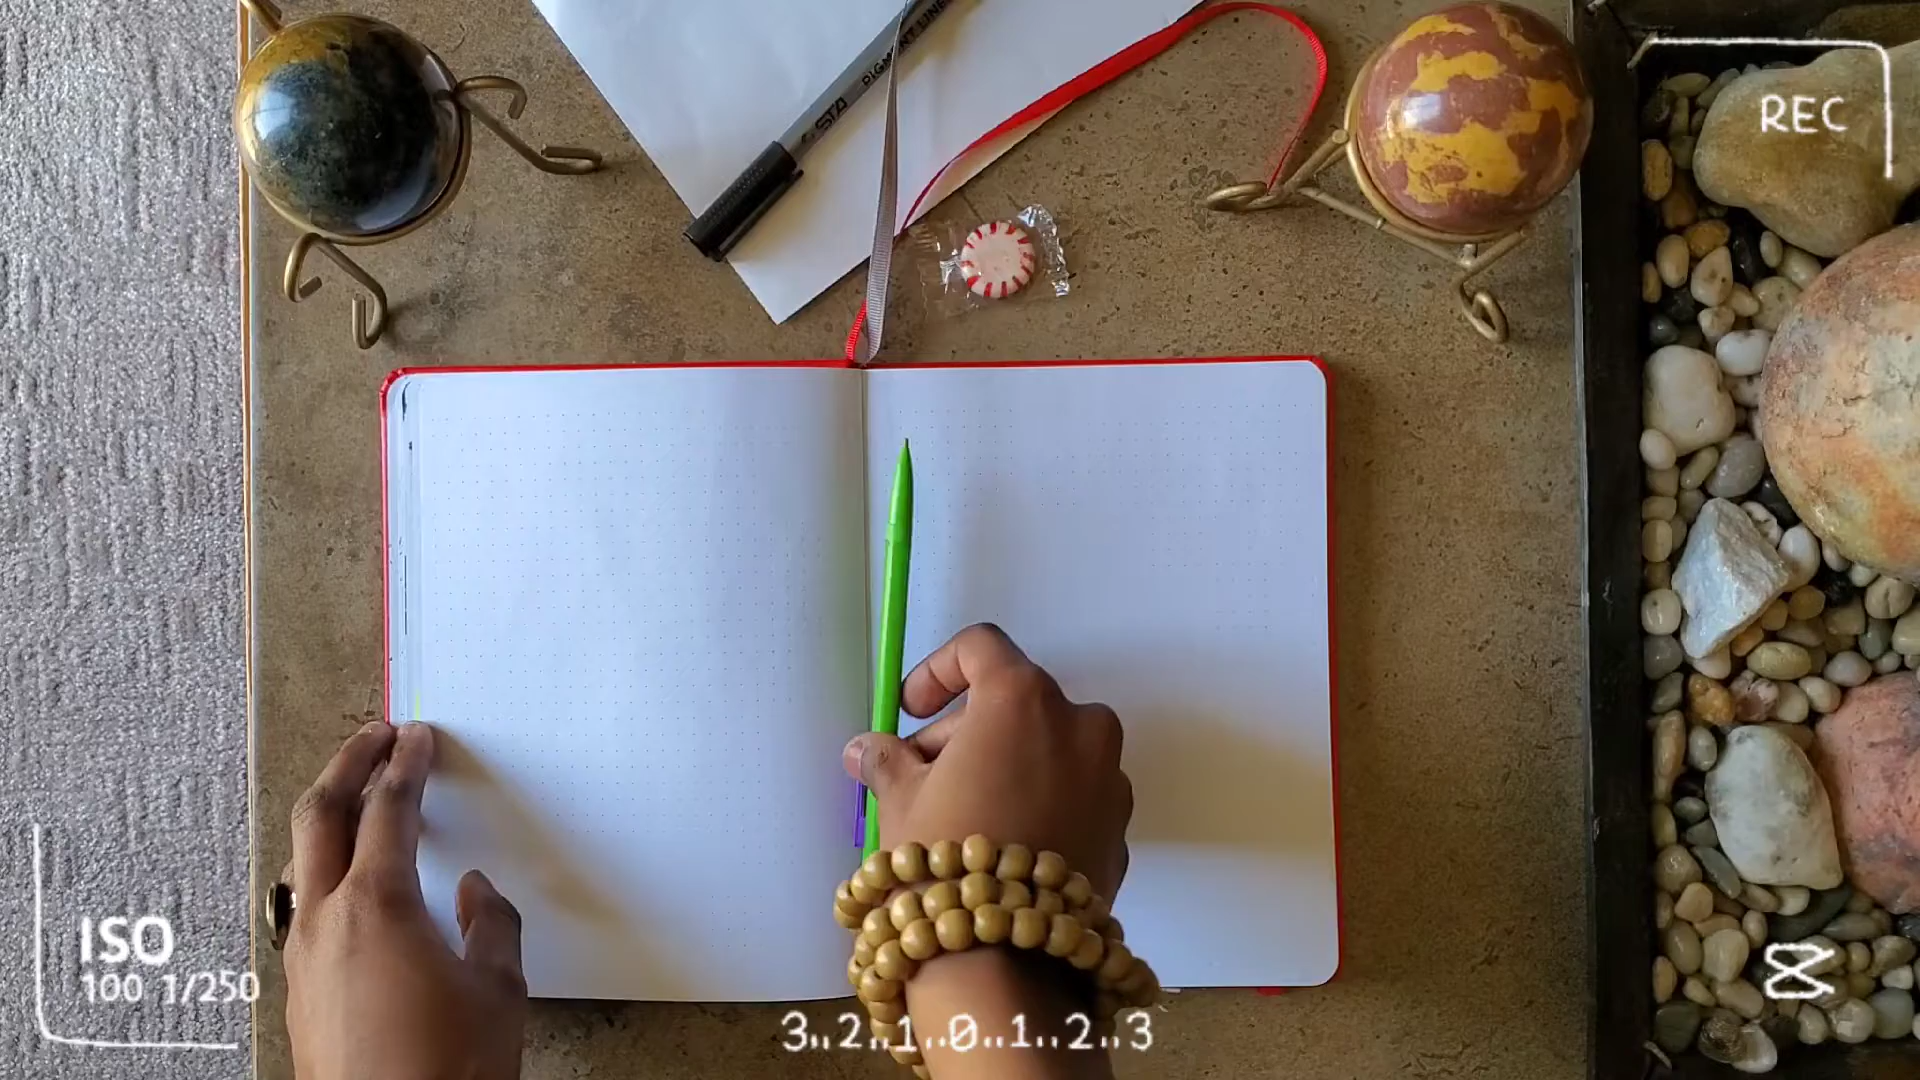 STA PIGMENT LINER
REC
ISO
100 1/250
3..2..1..0..1..2..3